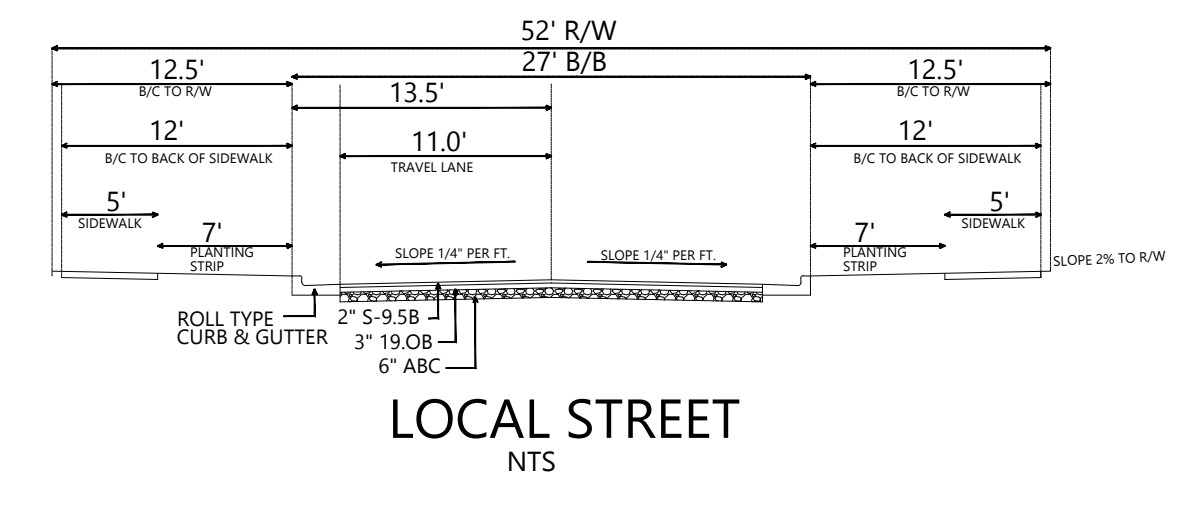 52' R/W
27' B/B
12.5'
B/C TO R/W
12.5'
B/C TO R/W
13.5'
12'
B/C TO BACK OF SIDEWALK
11.0'
TRAVEL LANE
12'
B/C TO BACK OF SIDEWALK
5'
SIDEWALK
5'
SIDEWALK
7'
PLANTING
STRIP
SLOPE 1/4" PER FT.
SLOPE 1/4" PER FT.
7'
PLANTING
STRIP
SLOPE 2% TO R/W
ROLL TYPE
CURB & GUTTER
2" S-9.5B
3" 19.OB
6" ABC
LOCAL STREET
NTS